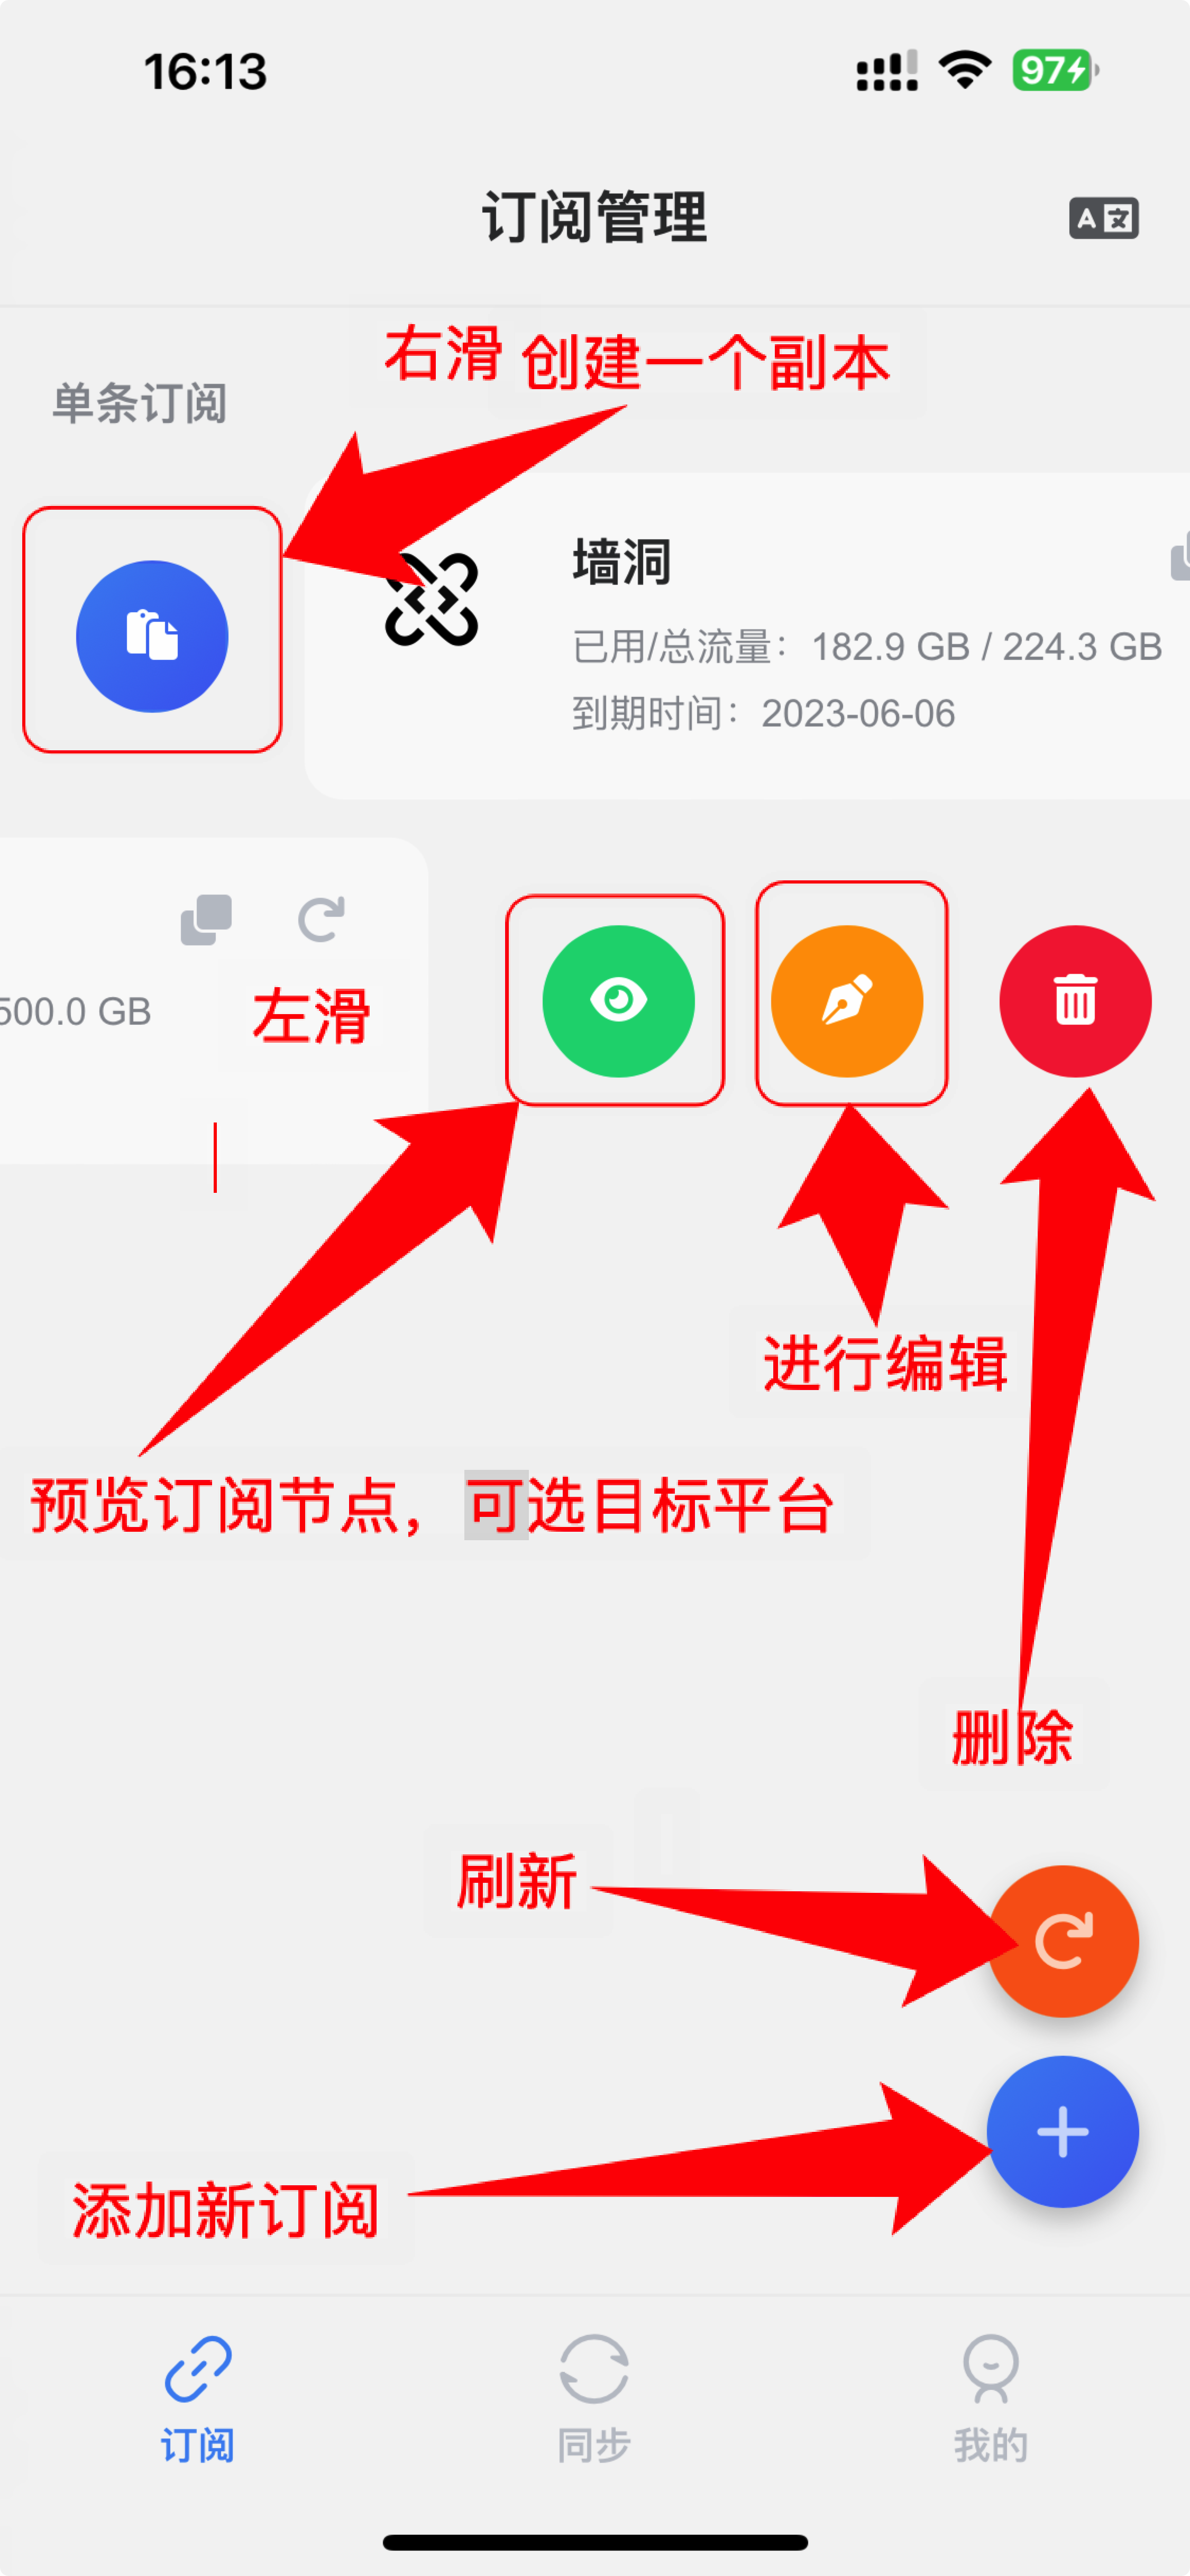 16:13
97
订阅管理
A 文
右滑 创建一个副本
单条订阅
墙洞
已用/总流量：182.9 GB / 224.3 GB
到期时间：2023-06-06
500.0 GB
左滑
进行编辑
预览订阅节点，可选目标平台
删除
刷新
添加新订阅
订阅
同步
我的